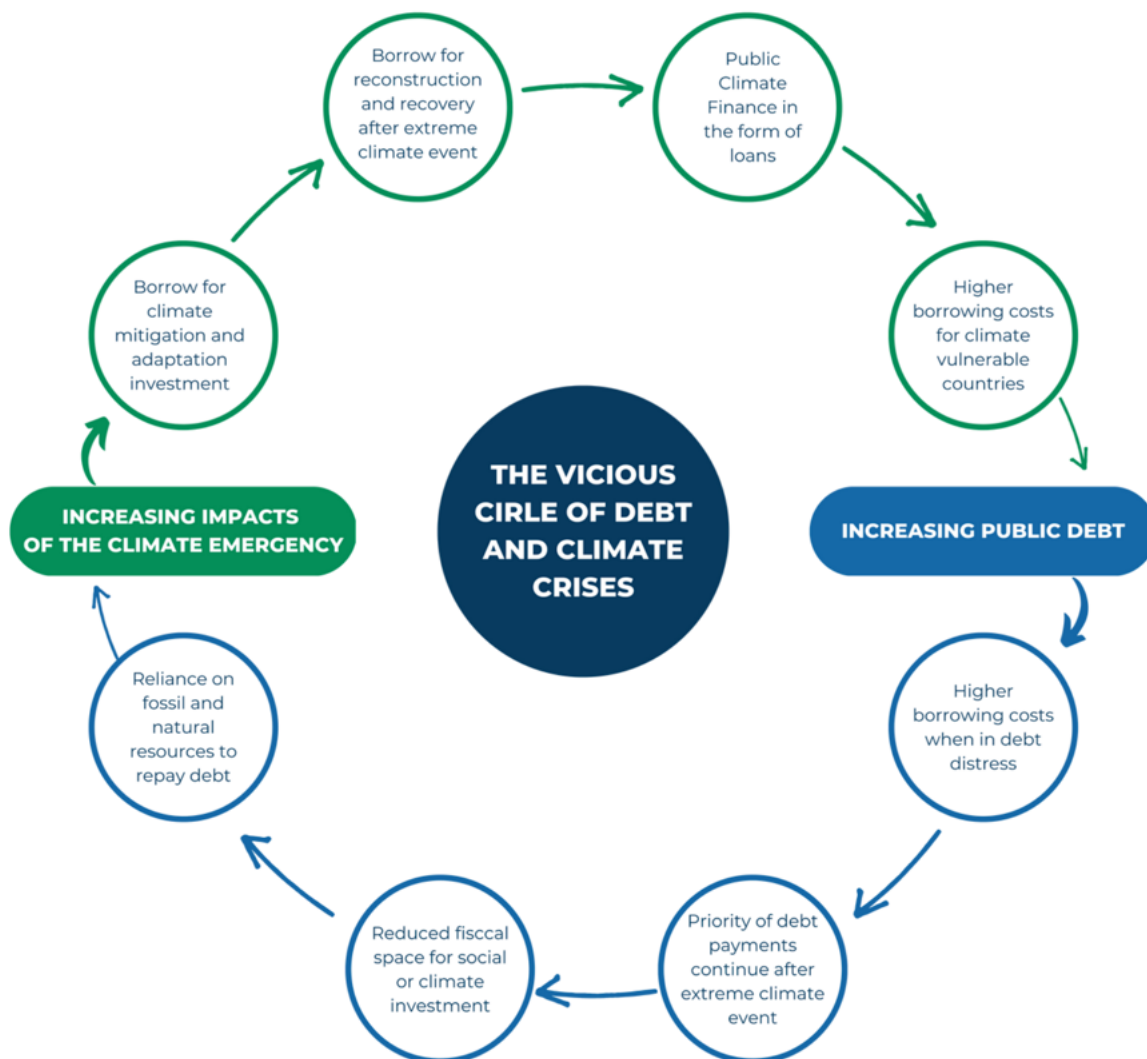 Borrow for
reconstruction
and recovery
after extreme
climate event
Public
Climate
Finance in
the form of
loans
Higher
borrowing costs
for climate
vulnerable
countries
INCREASING PUBLIC DEBT
Higher
borrowing costs
when in debt
distress
Priority of debt
payments
continue after
extreme climate
event
Reduced fisccal
space for social
or climate
investment
Reliance on
fossil and
natural
resources to
repay debt
INCREASING IMPACTS
OF THE CLIMATE EMERGENCY
Borrow for
climate
mitigation and
adaptation
investment
THE VICIOUS
CIRLE OF DEBT
AND CLIMATE
CRISES